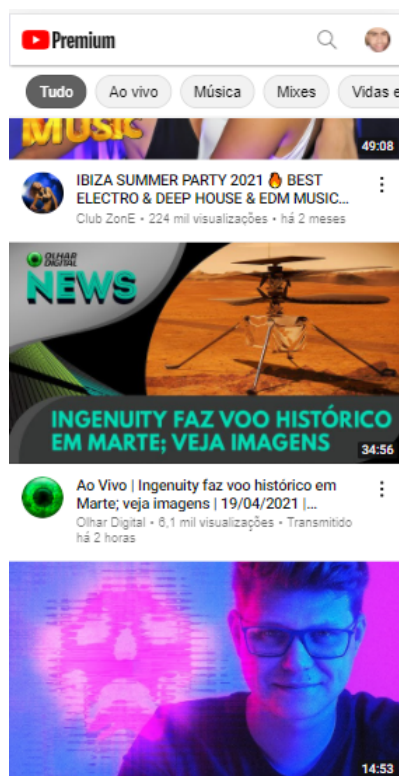 Premium
Tudo Ao vivo Música Mixes Vidas e
MUSIC
49:08
IBIZA SUMMER PARTY 2021 🔥 BEST
ELECTRO & DEEP HOUSE & EDM MUSIC...
Club ZonE • 224 mil visualizações • há 2 meses
OLHAR
DIGITAL
NEWS
INGENUITY FAZ VOO HISTÓRICO
EM MARTE; VEJA IMAGENS
34:56
Ao Vivo | Ingenuity faz voo histórico em
Marte; veja imagens | 19/04/2021 |...
Olhar Digital • 6,1 mil visualizações • Transmitido
há 2 horas
14:53